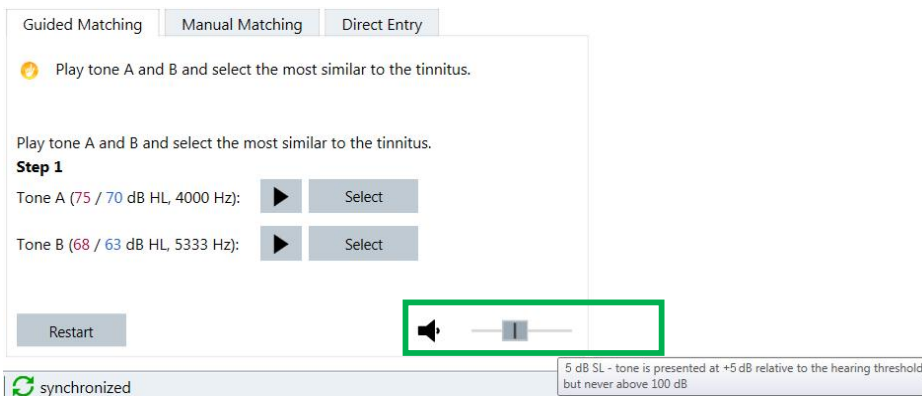 Guided Matching Manual Matching Direct Entry
Play tone A and B and select the most similar to the tinnitus.
Play tone A and B and select the most similar to the tinnitus.
Step 1
Tone A (75 / 70 dB HL, 4000 Hz): Select
Tone B (68 / 63 dB HL, 5333 Hz): Select
Restart
5 dB SL - tone is presented at +5 dB relative to the hearing threshold
but never above 100 dB
synchronized